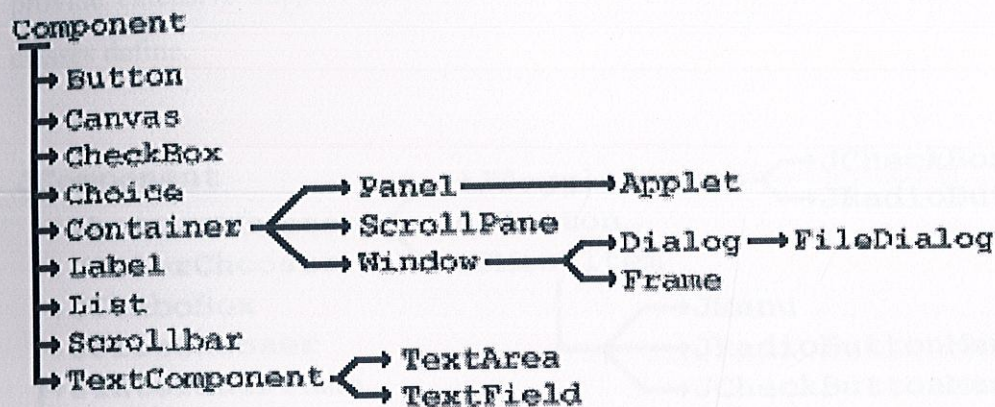 Component
Button
Canvas
CheckBox
Choice Panel Applet
Container ScrollPane
Label Window Dialog FileDialog
List Frame
Scrollbar
TextComponent TextArea
TextField